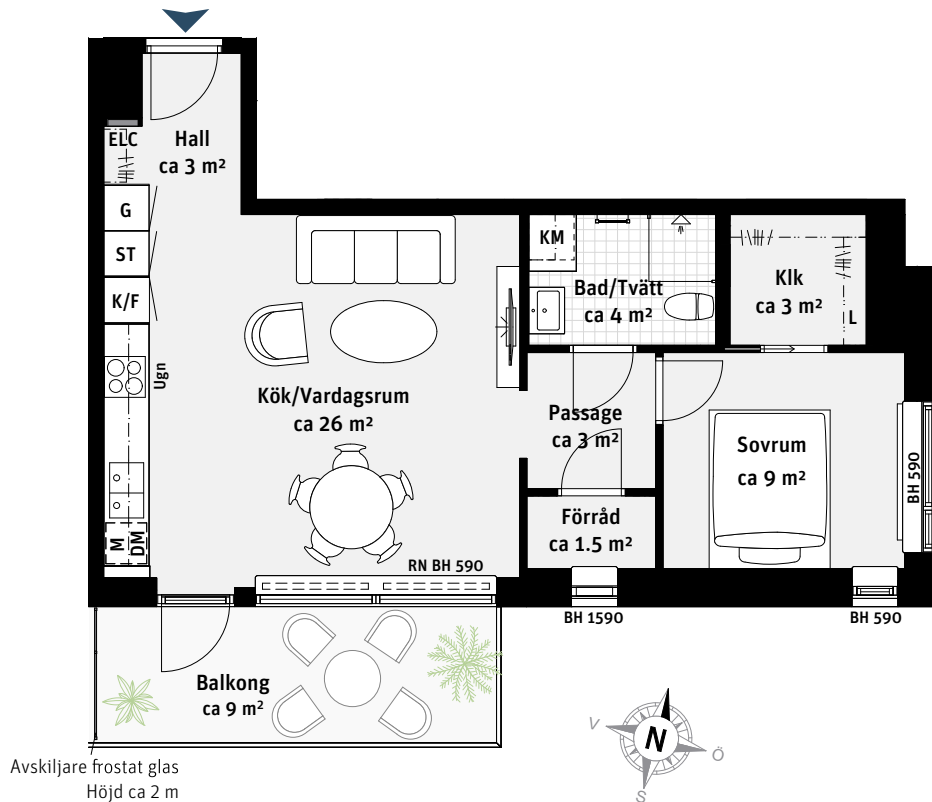 ELC
Hall
ca 3 m²
G
ST
K/F
Ugn
KM
Bad/Tvätt
ca 4 m²
Klk
ca 3 m²
L
Kök/Vardagsrum
ca 26 m²
Passage
ca 3 m²
Sovrum
ca 9 m²
BH 590
Förråd
ca 1.5 m²
M
DM
RN BH 590
BH 1590
BH 590
Balkong
ca 9 m²
V
N
Ö
S
Avskiljare frostat glas
Höjd ca 2 m